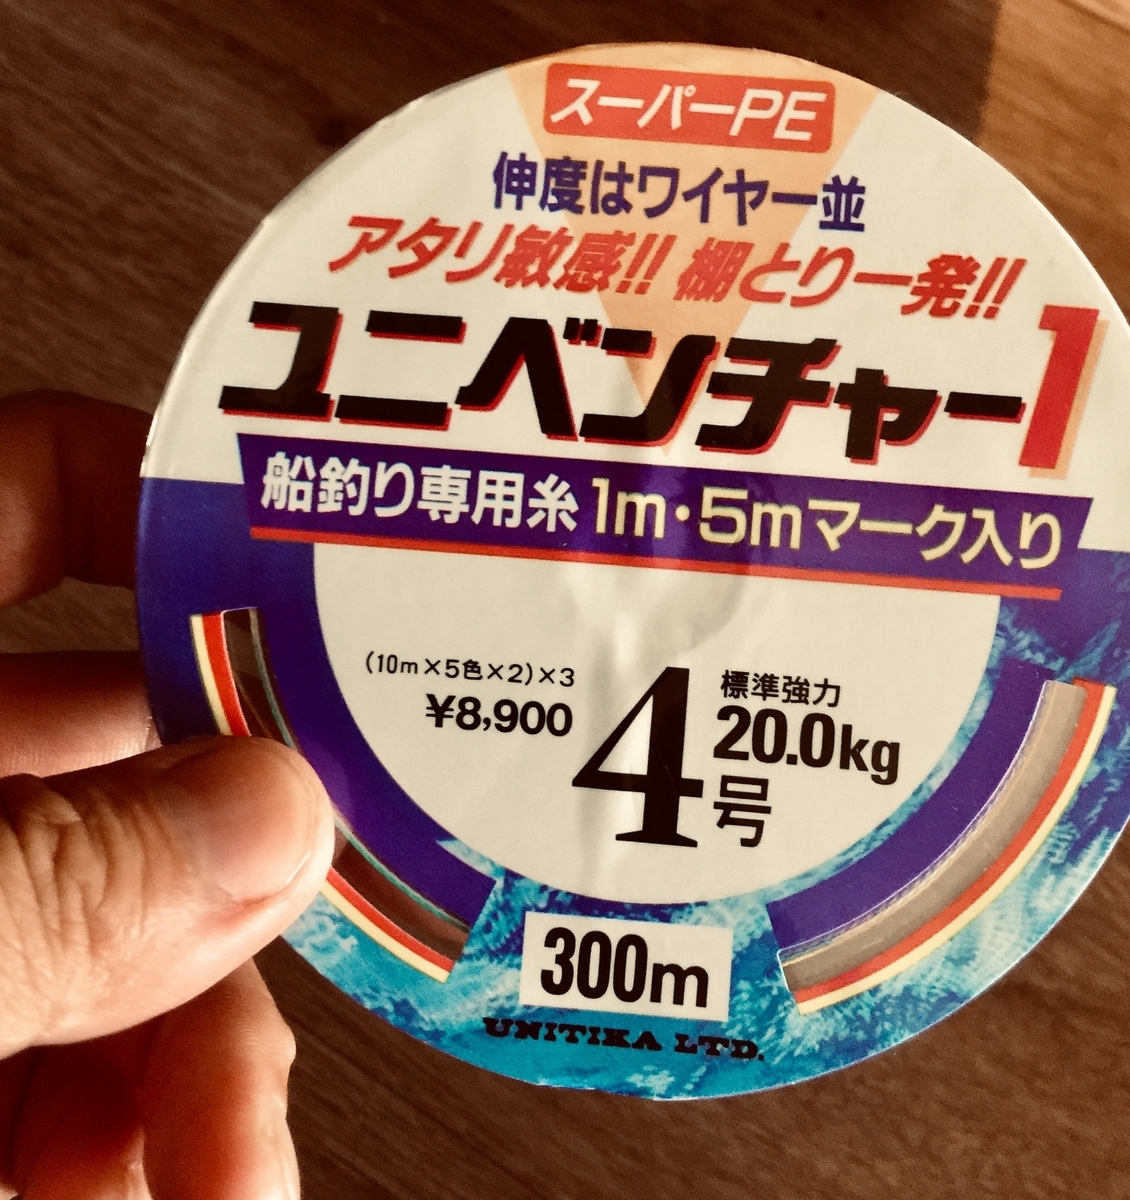 スーパーPE
伸度はワイヤー並
アタリ敏感!! 棚とり一発!!
ユニベンチャー1
船釣り専用糸 1m・5mマーク入り
(10m×5色×2)×3
¥8,900
4号
標準強力
20.0kg
300m
UNITIKA LTD.